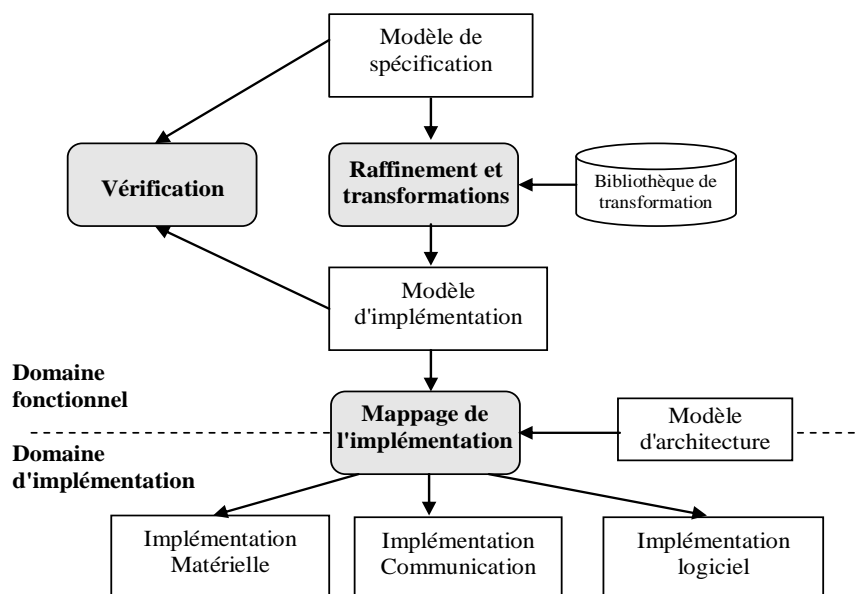 Modèle de
spécification
Vérification
Raffinement et
transformations
Bibliothèque de
transformation
Modèle
d'implémentation
Domaine
fonctionnel
Mappage de
l'implémentation
Modèle
d'architecture
Domaine
d'implémentation
Implémentation
Matérielle
Implémentation
Communication
Implémentation
logiciel